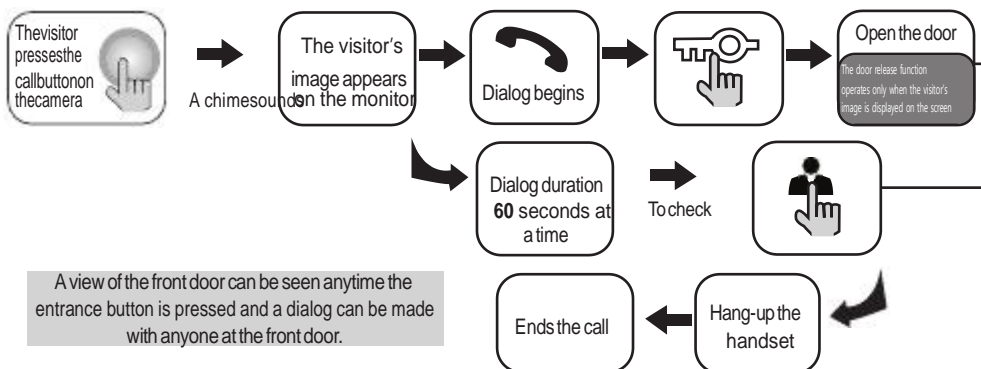 Thevisitor
pressesthe
callbuttonon
thecamera
A chimesounds
The visitor's
image appears
on the monitor
Dialog begins
Open the door
The door release function
operates only when the visitor's
image is displayed on the screen
Dialog duration
60 seconds at
a time
To check
A view of the front door can be seen anytime the
entrance button is pressed and a dialog can be made
with anyone at the front door.
Ends the call
Hang-up the
handset